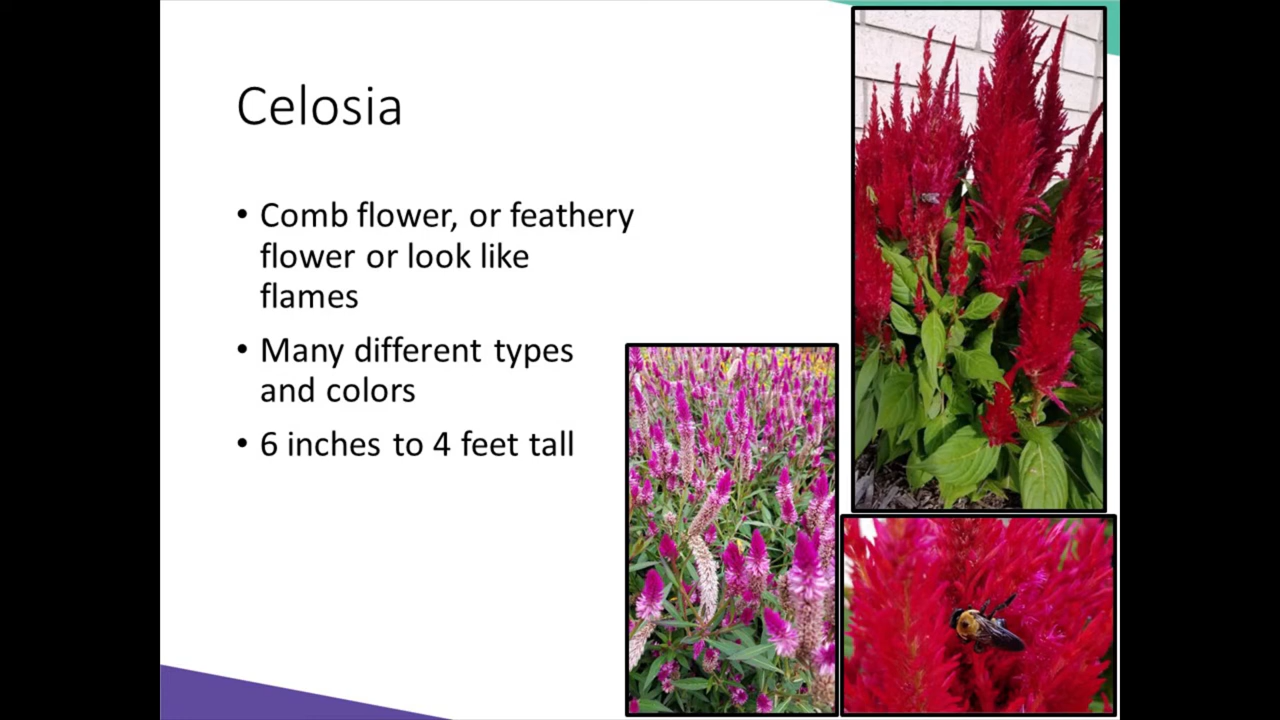 Celosia
• Comb flower, or feathery
flower or look like
flames
• Many different types
and colors
• 6 inches to 4 feet tall